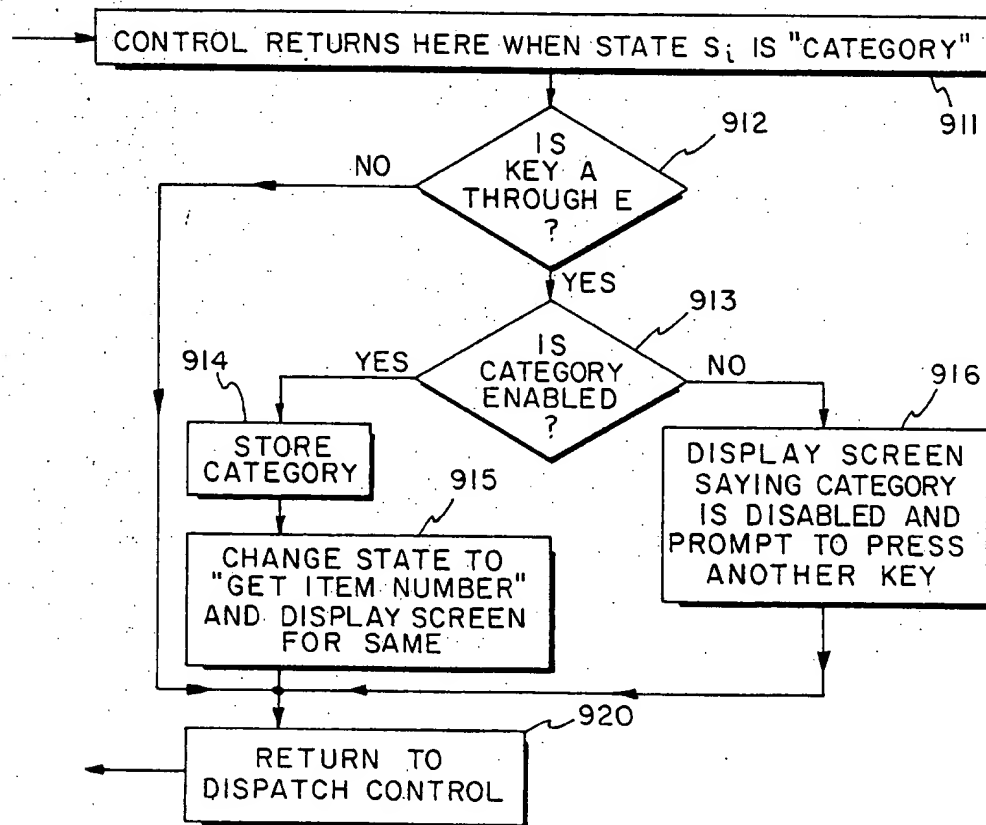 CONTROL RETURNS HERE WHEN STATE Si IS "CATEGORY"
911
912
IS
KEY A
THROUGH E
?
NO
YES
913
IS
CATEGORY
ENABLED
?
YES
NO
914
STORE
CATEGORY
915
CHANGE STATE TO
"GET ITEM NUMBER"
AND DISPLAY SCREEN
FOR SAME
916
DISPLAY SCREEN
SAYING CATEGORY
IS DISABLED AND
PROMPT TO PRESS
ANOTHER KEY
920
RETURN TO
DISPATCH CONTROL